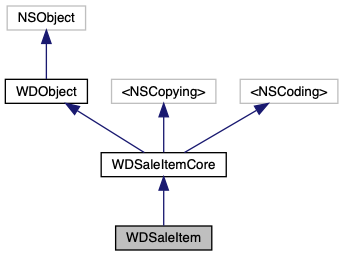 NSObject
WDObject
<NSCopying>
<NSCoding>
WDSaleItemCore
WDSaleItem